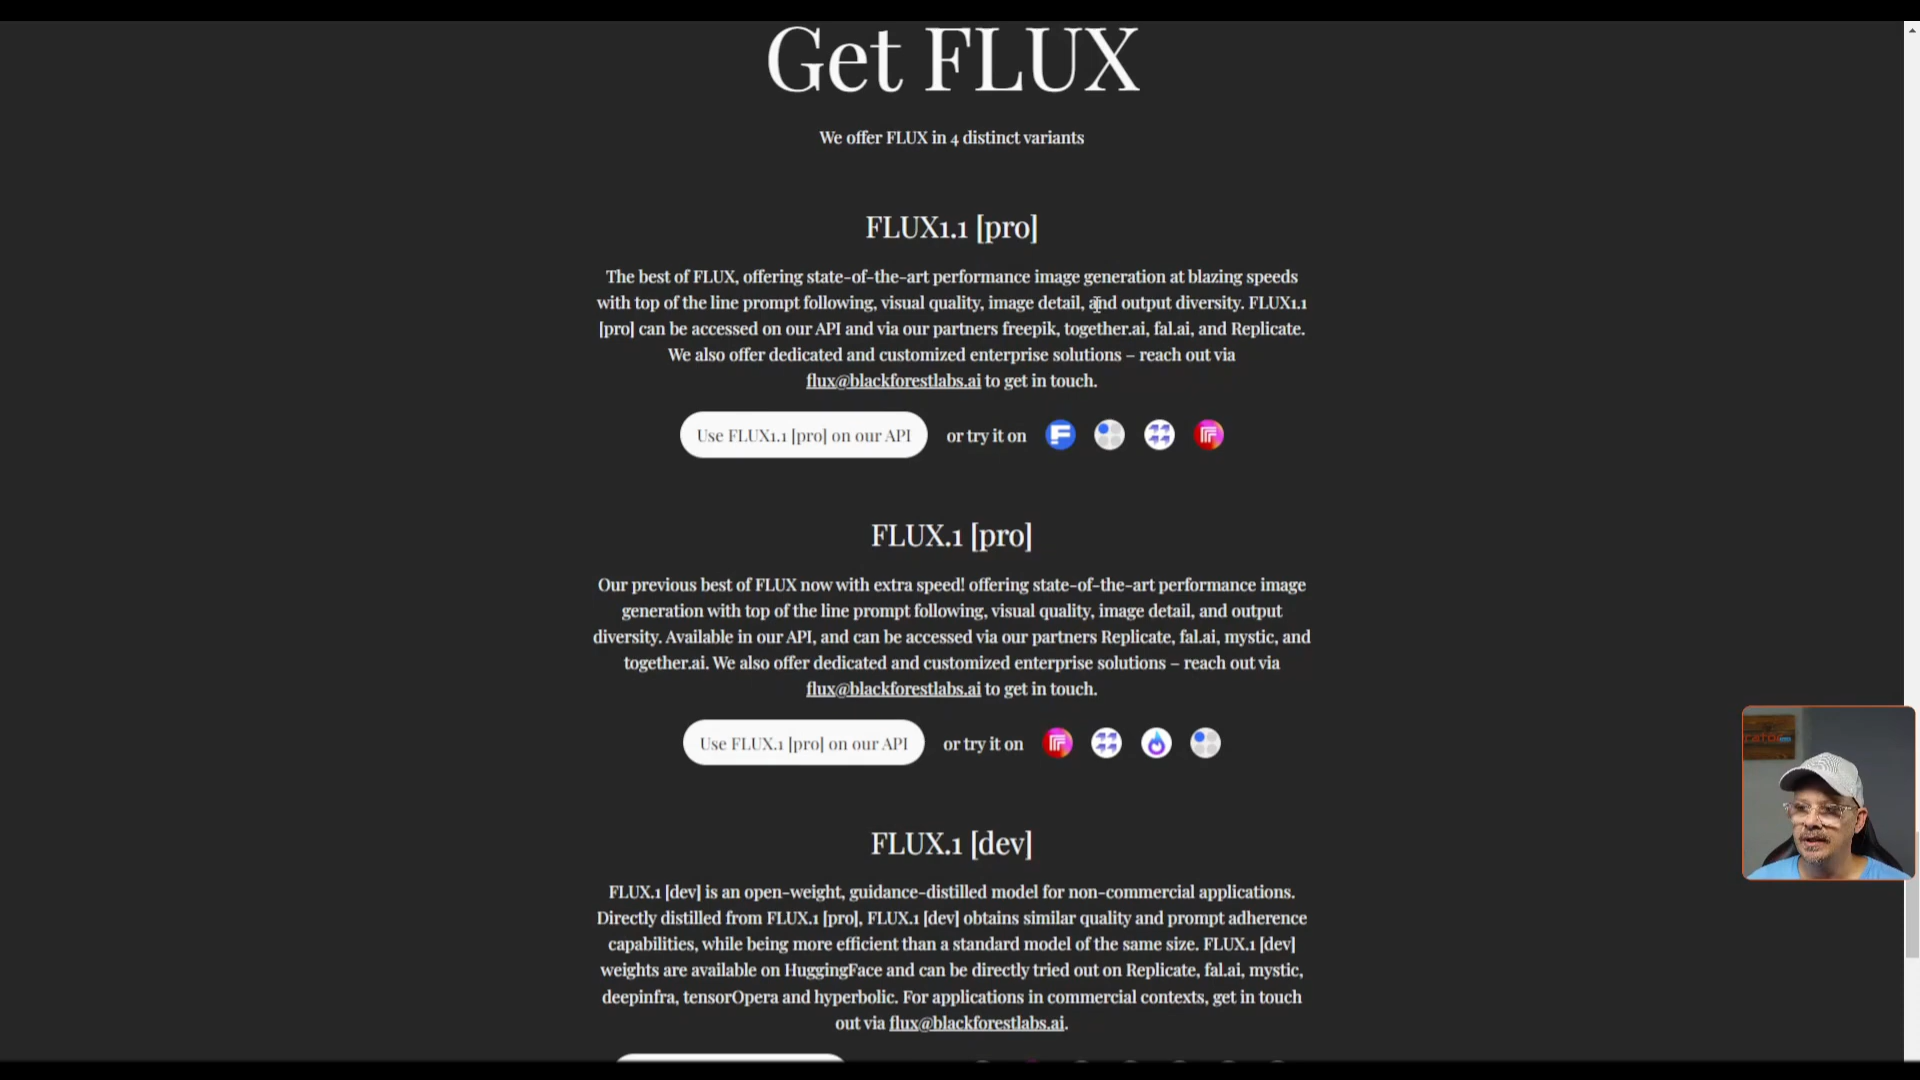 Get FLUX
We offer FLUX in 4 distinct variants
FLUX1.1 [pro]
The best of FLUX, offering state-of-the-art performance image generation at blazing speeds
with top of the line prompt following, visual quality, image detail, and output diversity. FLUX1.1
[pro] can be accessed on our API and via our partners freepik, together.ai, fal.ai, and Replicate.
We also offer dedicated and customized enterprise solutions – reach out via
flux@blackforestlabs.ai to get in touch.
Use FLUX1.1 [pro] on our API or try it on
FLUX.1 [pro]
Our previous best of FLUX now with extra speed! offering state-of-the-art performance image
generation with top of the line prompt following, visual quality, image detail, and output
diversity. Available in our API, and can be accessed via our partners Replicate, fal.ai, mystic, and
together.ai. We also offer dedicated and customized enterprise solutions – reach out via
flux@blackforestlabs.ai to get in touch.
Use FLUX.1 [pro] on our API or try it on
FLUX.1 [dev]
FLUX.1 [dev] is an open-weight, guidance-distilled model for non-commercial applications.
Directly distilled from FLUX.1 [pro], FLUX.1 [dev] obtains similar quality and prompt adherence
capabilities, while being more efficient than a standard model of the same size. FLUX.1 [dev]
weights are available on HuggingFace and can be directly tried out on Replicate, fal.ai, mystic,
deepinfra, tensorOpera and hyperbolic. For applications in commercial contexts, get in touch
out via flux@blackforestlabs.ai.